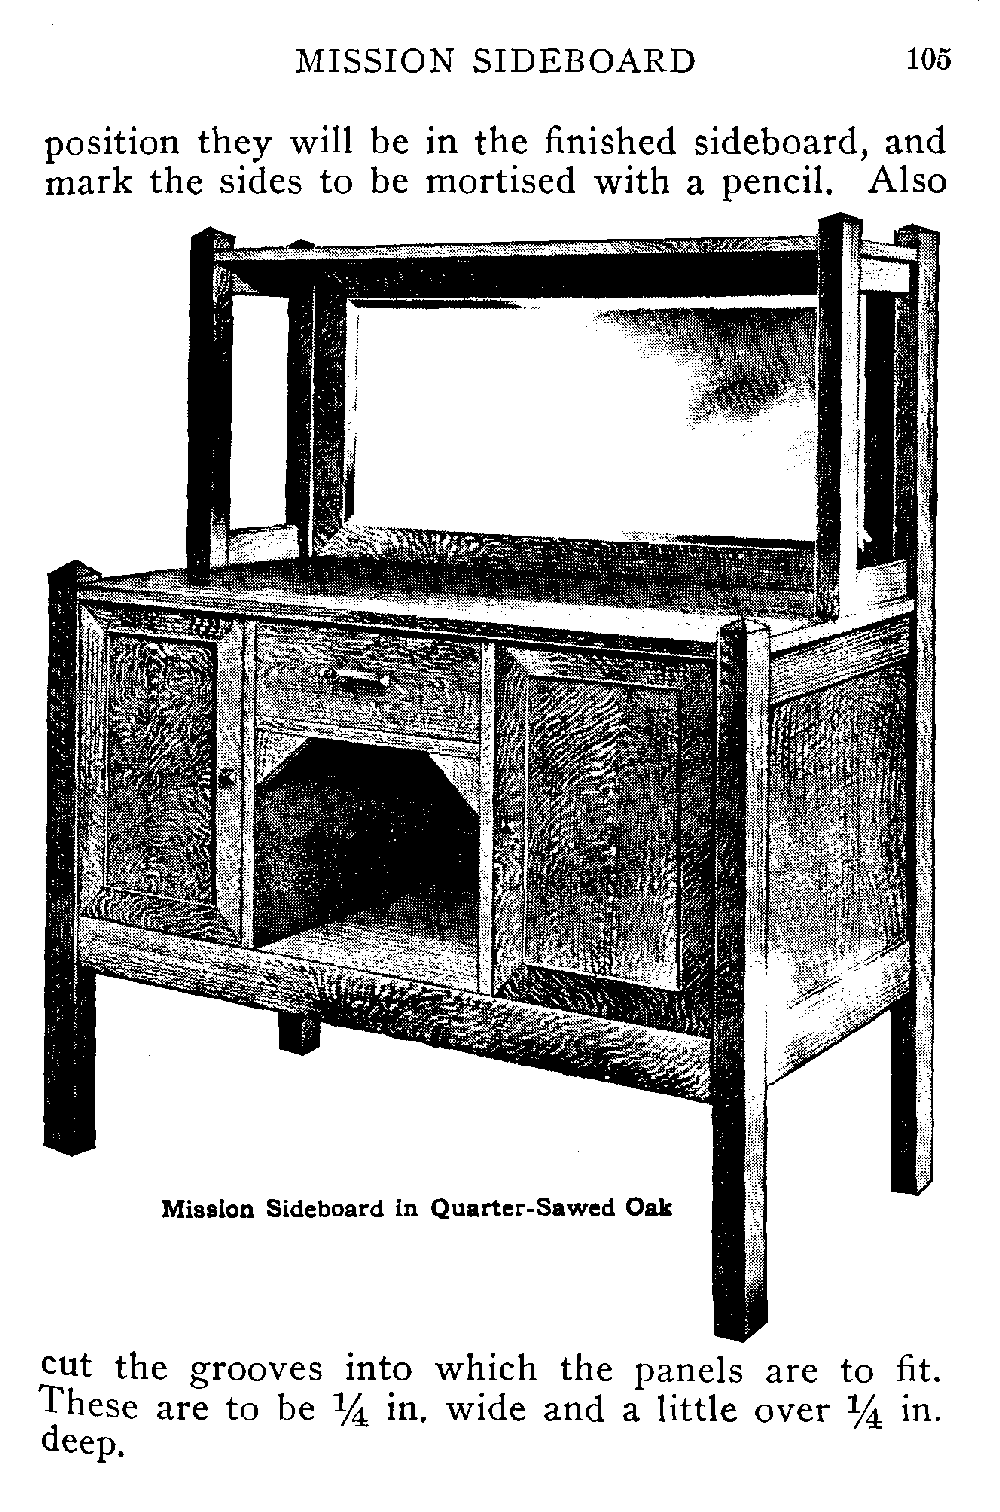 MISSION SIDEBOARD 105
position they will be in the finished sideboard, and
mark the sides to be mortised with a pencil. Also
Mission Sideboard in Quarter-Sawed Oak
cut the grooves into which the panels are to fit.
These are to be ¼ in. wide and a little over ¼ in.
deep.